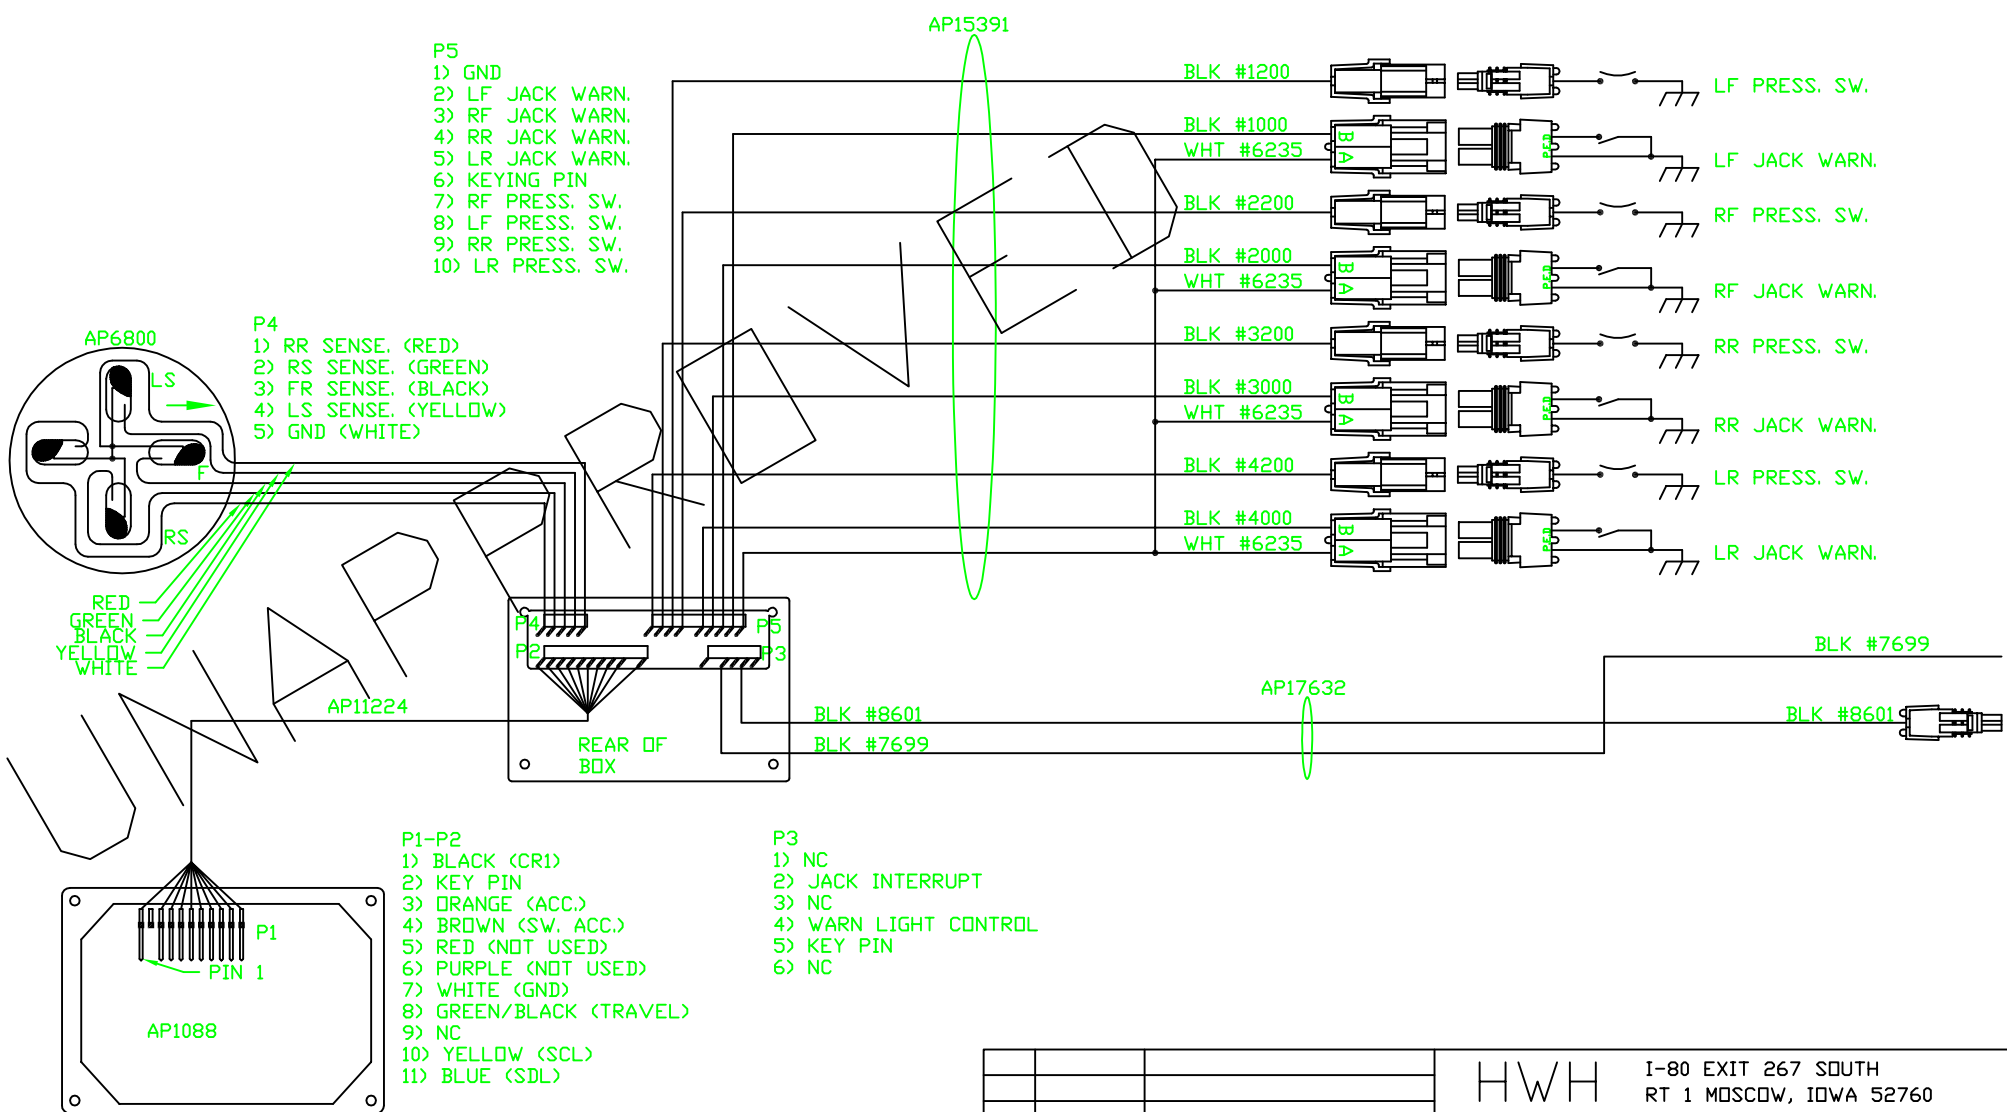 AP15391
P5
1) GND
2) LF JACK WARN.
3) RF JACK WARN.
4) RR JACK WARN.
5) LR JACK WARN.
6) KEYING PIN
7) RF PRESS. SW.
8) LF PRESS. SW.
9) RR PRESS. SW.
10) LR PRESS. SW.
BLK #1200
LF PRESS. SW.
BLK #1000
WHT #6235
B
A
P.E.D
LF JACK WARN.
BLK #2200
RF PRESS. SW.
BLK #2000
WHT #6235
B
A
P.E.D
RF JACK WARN.
BLK #3200
RR PRESS. SW.
BLK #3000
WHT #6235
B
A
P.E.D
RR JACK WARN.
BLK #4200
LR PRESS. SW.
BLK #4000
WHT #6235
B
A
P.E.D
LR JACK WARN.
UNAPPROVED
AP6800
LS
F
RS
P4
1) RR SENSE. (RED)
2) RS SENSE. (GREEN)
3) FR SENSE. (BLACK)
4) LS SENSE. (YELLOW)
5) GND (WHITE)
RED
GREEN
BLACK
YELLOW
WHITE
P4
P5
P2
P3
AP11224
REAR OF
BOX
BLK #8601
BLK #7699
AP17632
BLK #7699
BLK #8601
P1
PIN 1
AP1088
P1-P2
1) BLACK (CR1)
2) KEY PIN
3) ORANGE (ACC.)
4) BROWN (SW. ACC.)
5) RED (NOT USED)
6) PURPLE (NOT USED)
7) WHITE (GND)
8) GREEN/BLACK (TRAVEL)
9) NC
10) YELLOW (SCL)
11) BLUE (SDL)
P3
1) NC
2) JACK INTERRUPT
3) NC
4) WARN LIGHT CONTROL
5) KEY PIN
6) NC
HWH
I-80 EXIT 267 SOUTH
RT 1 MOSCOW, IOWA 52760